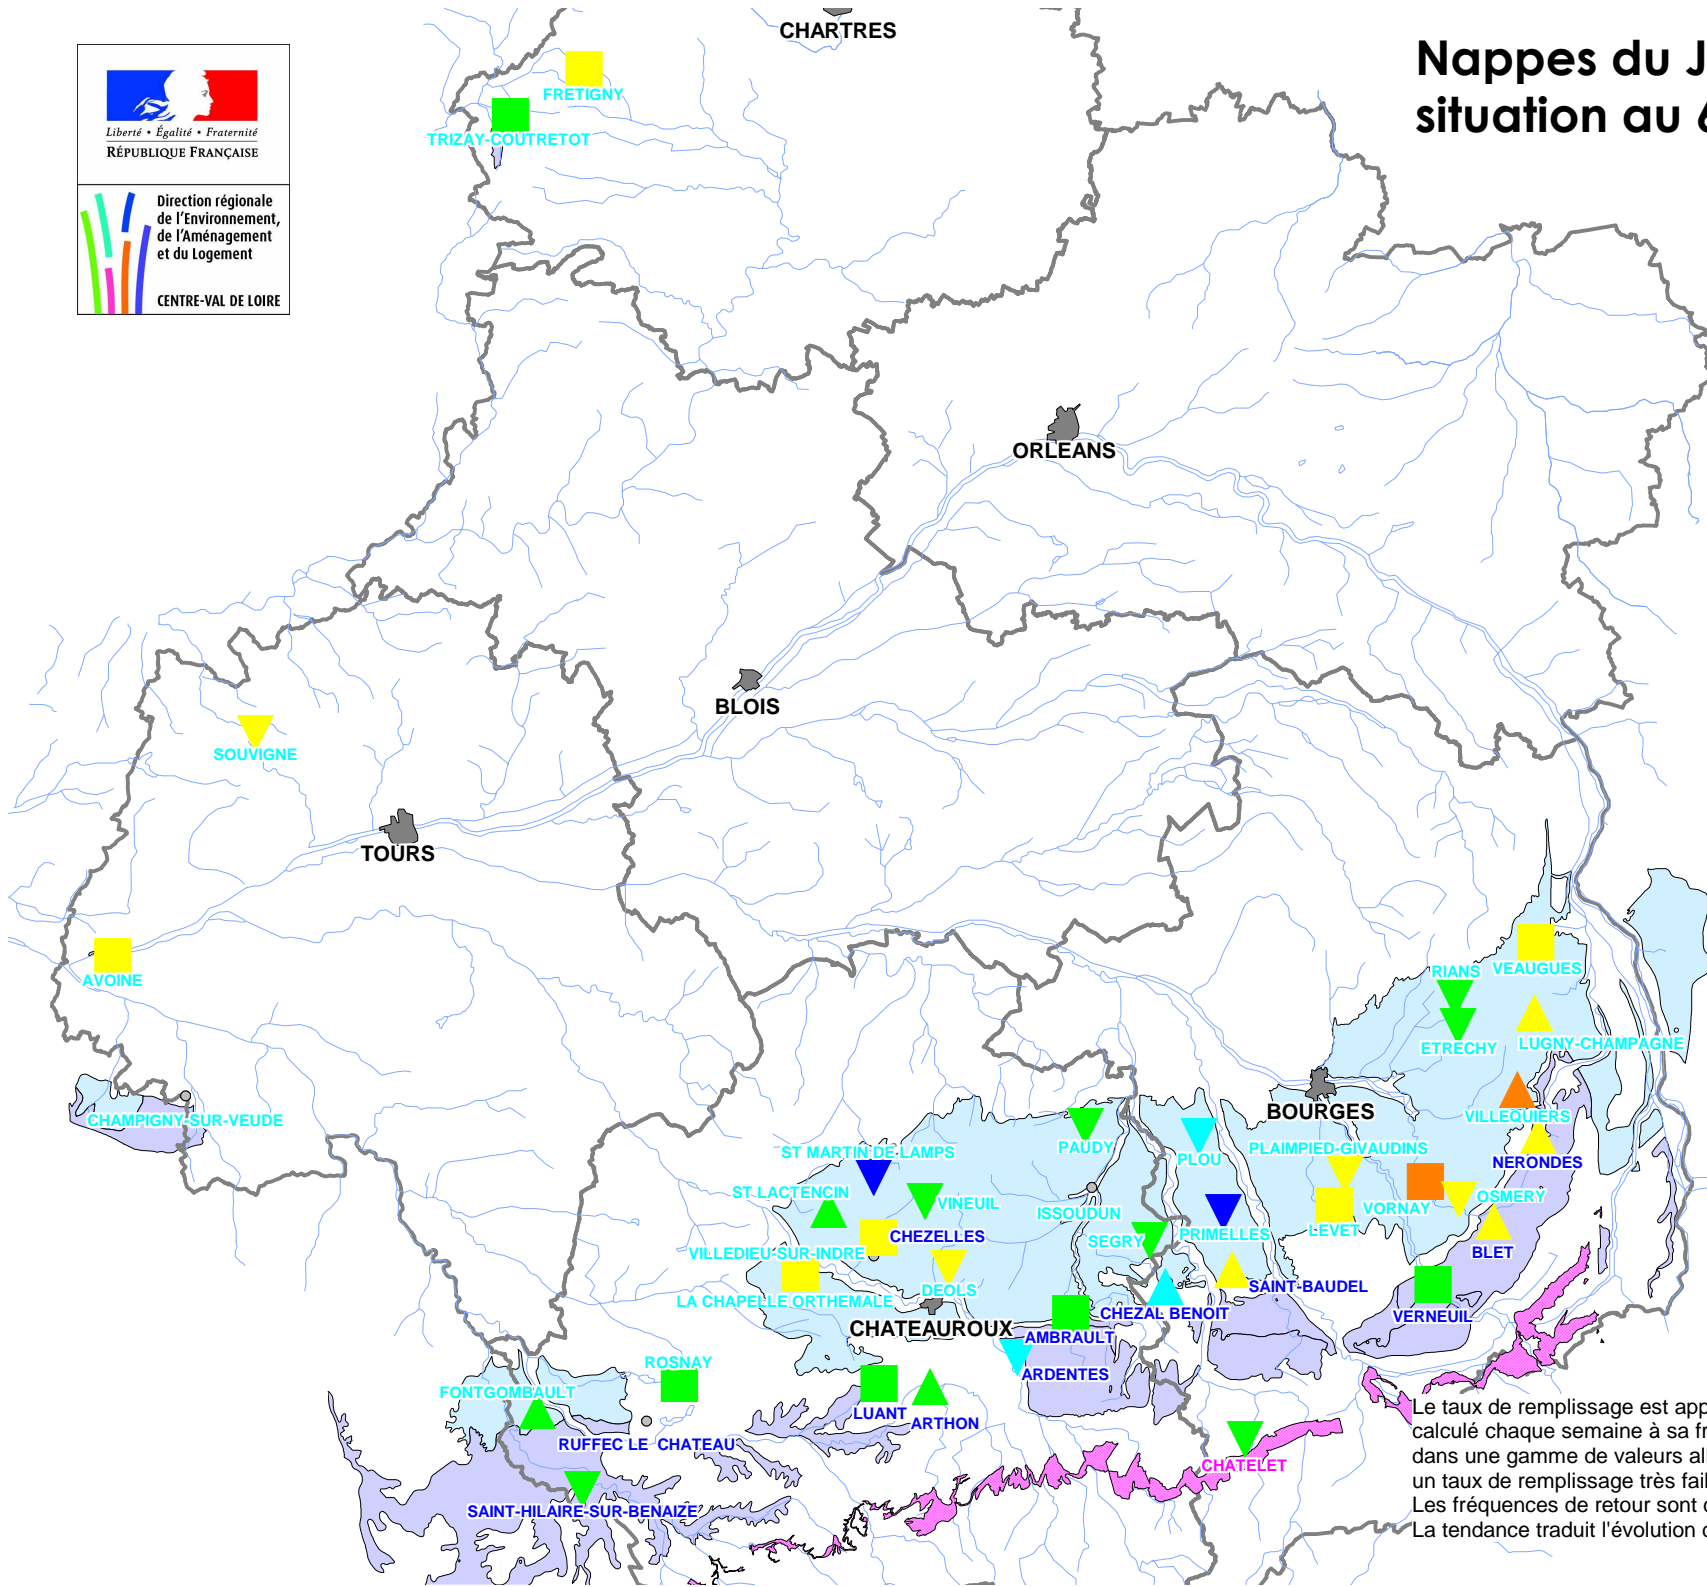 CHARTRES
Nappes du J
situation au 6
FRETIGNY
TRIZAY-COUTRETOT
Liberté • Égalité • Fraternité
RÉPUBLIQUE FRANÇAISE
Direction régionale
de l'Environnement,
de l'Aménagement
et du Logement
CENTRE-VAL DE LOIRE
ORLEANS
BLOIS
SOUVIGNE
TOURS
AVOINE
RIANS
VEAUGUES
ETRECHY
LUGNY-CHAMPAGNE
BOURGES
VILLEQUIERS
CHAMPIGNY-SUR-VEUDE
ST MARTIN DE LAMPS
PAUDY
PLOU
PLAIMPIED-GIVAUDINS
NERONDES
ST LACTENCIN
VINEUIL
ISSOUDUN
VORNAY
OSMERY
CHEZELLES
SEGRY
PRIMELLES
LEVET
VILLEDIEU-SUR-INDRE
BLET
DEOLS
SAINT-BAUDEL
LA CHAPELLE ORTHEMALE
CHEZAL BENOIT
VERNEUIL
CHATEAUROUX
AMBRAULT
ROSNAY
ARDENTES
FONTGOMBAULT
LUANT
ARTHON
RUFFEC LE CHATEAU
CHATELET
SAINT-HILAIRE-SUR-BENAIZE
Le taux de remplissage est app
calculé chaque semaine à sa fr
dans une gamme de valeurs all
un taux de remplissage très faib
Les fréquences de retour sont c
La tendance traduit l'évolution d